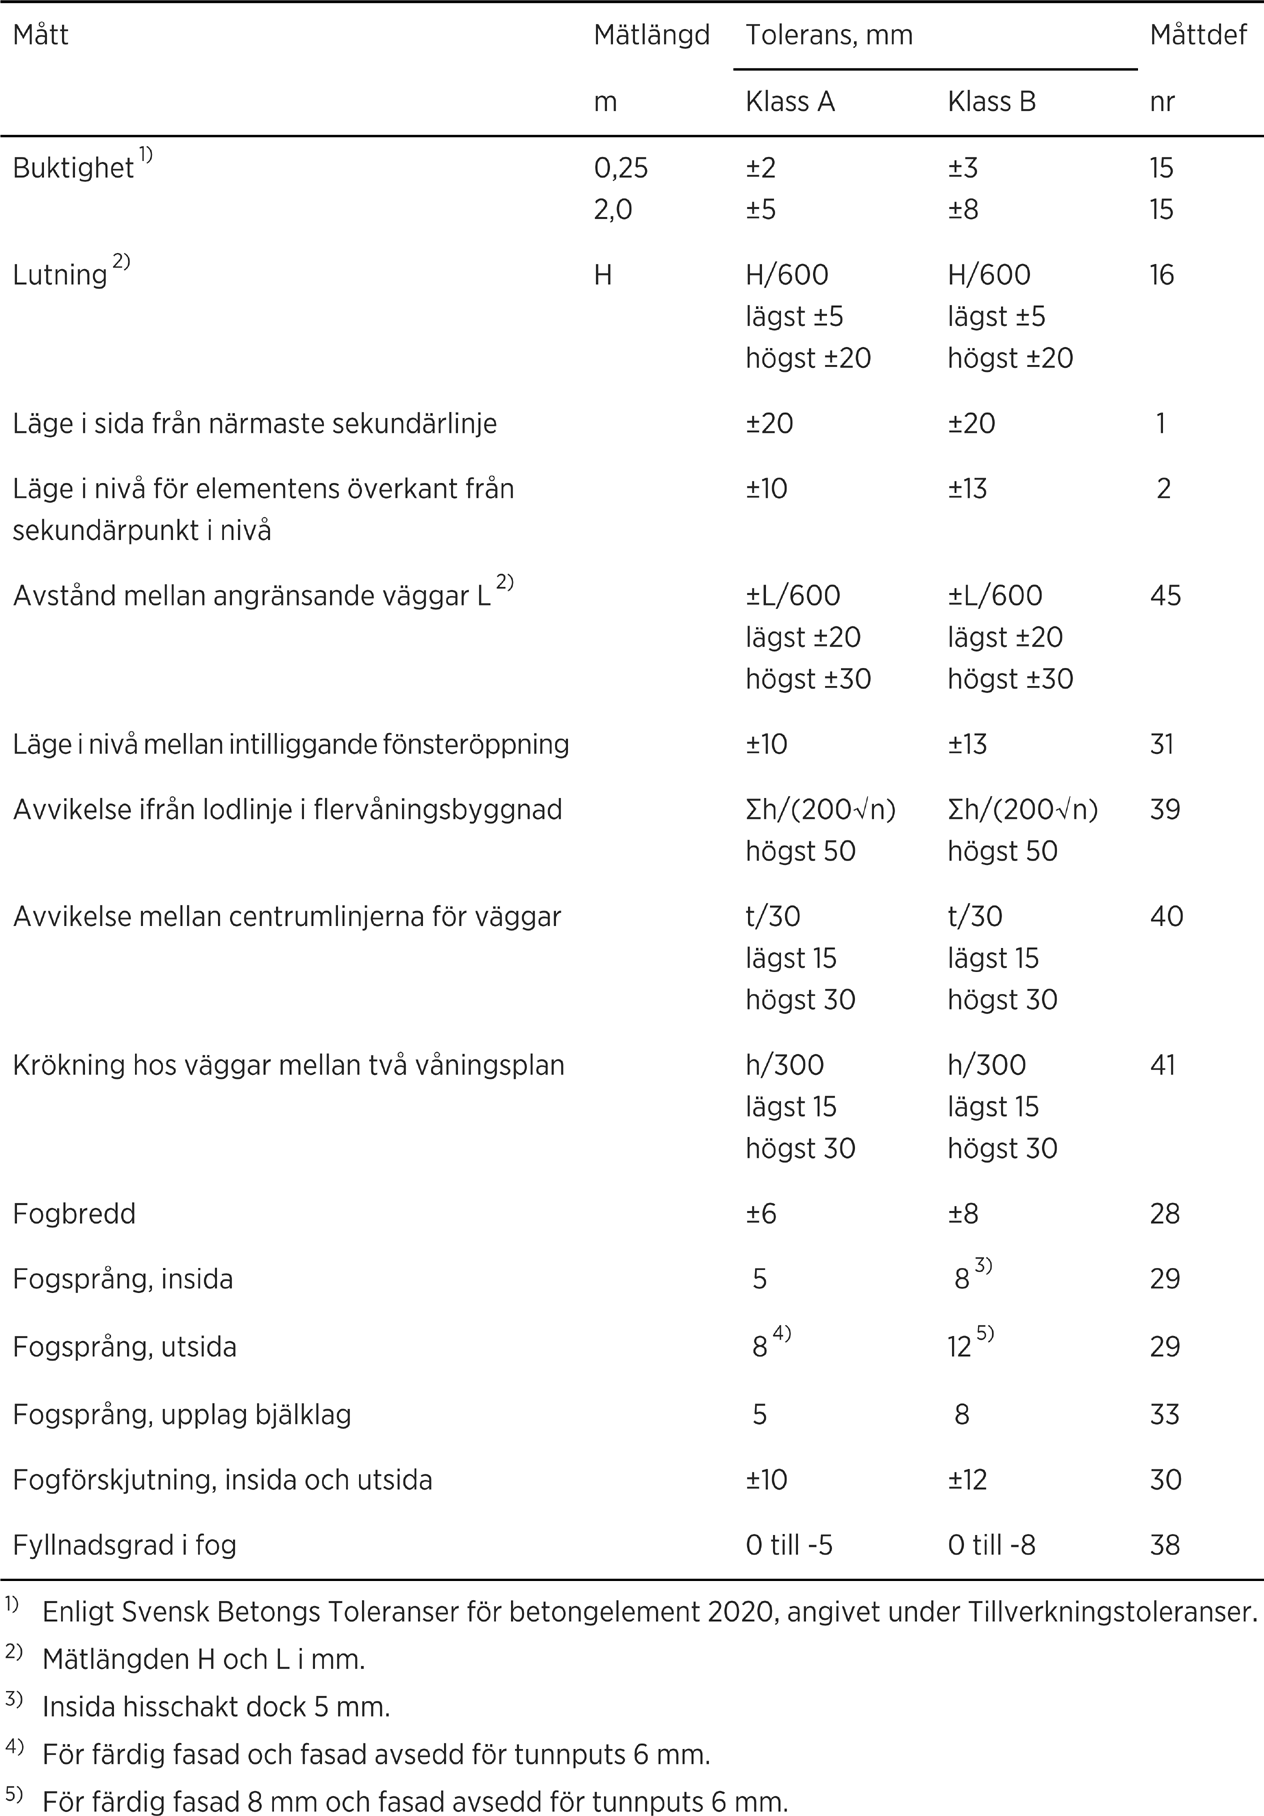 Mått Mätlängd Tolerans, mm Måttdef
m Klass A Klass B nr
Buktighet 1) 0,25 ±2 ±3 15
2,0 ±5 ±8 15
Lutning 2) H H/600 H/600 16
lägst ±5 lägst ±5
högst ±20 högst ±20
Läge i sida från närmaste sekundärlinje ±20 ±20 1
Läge i nivå för elementens överkant från ±10 ±13 2
sekundärpunkt i nivå
Avstånd mellan angränsande väggar L 2) ±L/600 ±L/600 45
lägst ±20 lägst ±20
högst ±30 högst ±30
Läge i nivå mellan intilliggande fönsteröppning ±10 ±13 31
Avvikelse ifrån lodlinje i flervåningsbyggnad Σh/(200√n) Σh/(200√n) 39
högst 50 högst 50
Avvikelse mellan centrumlinjerna för väggar t/30 t/30 40
lägst 15 lägst 15
högst 30 högst 30
Krökning hos väggar mellan två våningsplan h/300 h/300 41
lägst 15 lägst 15
högst 30 högst 30
Fogbredd ±6 ±8 28
Fogsprång, insida 5 8 3) 29
Fogsprång, utsida 8 4) 12 5) 29
Fogsprång, upplag bjälklag 5 8 33
Fogförskjutning, insida och utsida ±10 ±12 30
Fyllnadsgrad i fog 0 till -5 0 till -8 38
1) Enligt Svensk Betongs Toleranser för betongelement 2020, angivet under Tillverkningstoleranser.
2) Mätlängden H och L i mm.
3) Insida hisschakt dock 5 mm.
4) För färdig fasad och fasad avsedd för tunnputs 6 mm.
5) För färdig fasad 8 mm och fasad avsedd för tunnputs 6 mm.